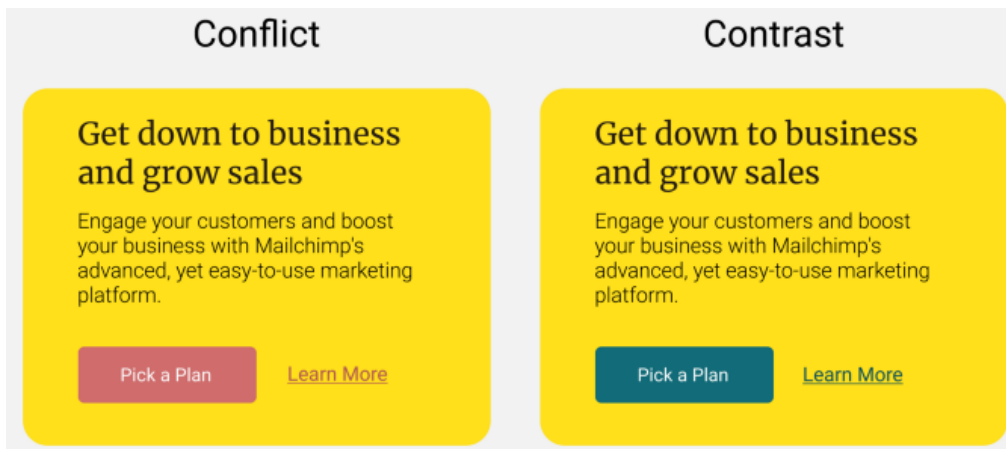 Conflict
Get down to business
and grow sales
Engage your customers and boost
your business with Mailchimp's
advanced, yet easy-to-use marketing
platform.
Pick a Plan
Learn More
Contrast
Get down to business
and grow sales
Engage your customers and boost
your business with Mailchimp's
advanced, yet easy-to-use marketing
platform.
Pick a Plan
Learn More